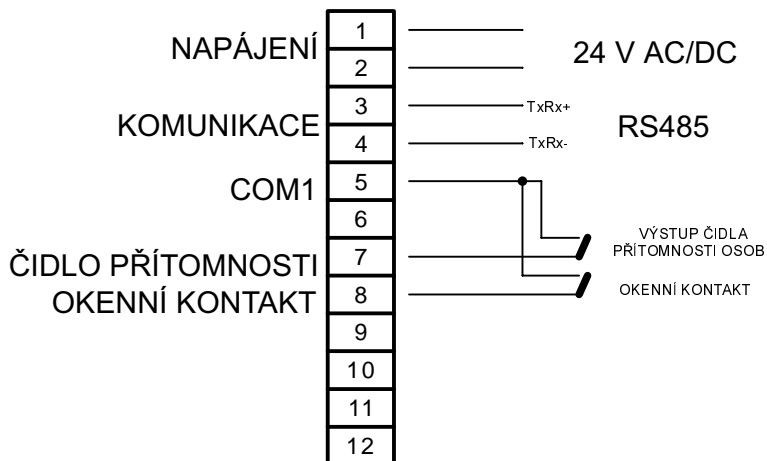 NAPÁJENÍ
1
2
24 V AC/DC
KOMUNIKACE
3
4
TxRx+
TxRx-
RS485
COM1
5
6
ČIDLO PŘÍTOMNOSTI
7
VÝSTUP ČIDLA
PŘÍTOMNOSTI OSOB
OKENNÍ KONTAKT
8
OKENNÍ KONTAKT
9
10
11
12